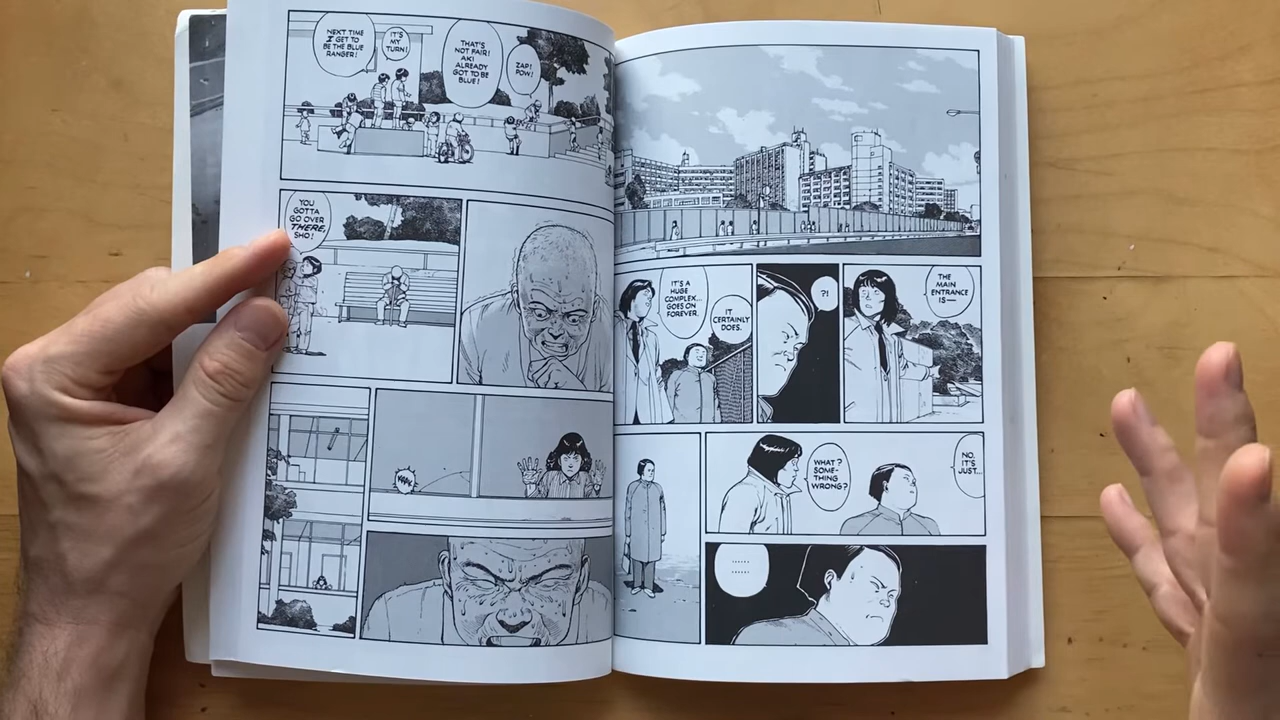 NEXT TIME
I GET TO
BE THE BLUE
RANGER!
IT'S
MY
TURN!
THAT'S
NOT FAIR!
AKI
ALREADY
GOT TO BE
BLUE!
ZAP!
POW!
YOU
GOTTA
GO OVER
THERE,
SHO!
IT'S A
HUGE
COMPLEX...
GOES ON
FOREVER.
IT
CERTAINLY
DOES.
?!
THE
MAIN
ENTRANCE
IS—
WHAT?
SOME-
THING
WRONG?
NO,
IT'S
JUST...
......
......